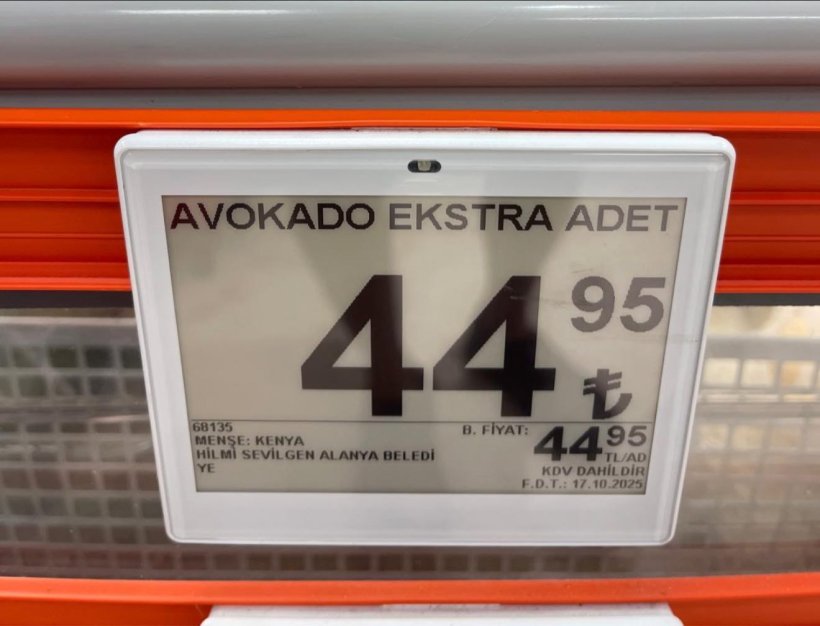 AVOKADO EKSTRA ADET
44 95
₺
68135
MENŞE: KENYA
HİLMİ SEVİLGEN ALANYA BELEDİ
YE
B. FİYAT: 44 95
TL/AD
KDV DAHİLDİR
F.D.T.: 17.10.2025